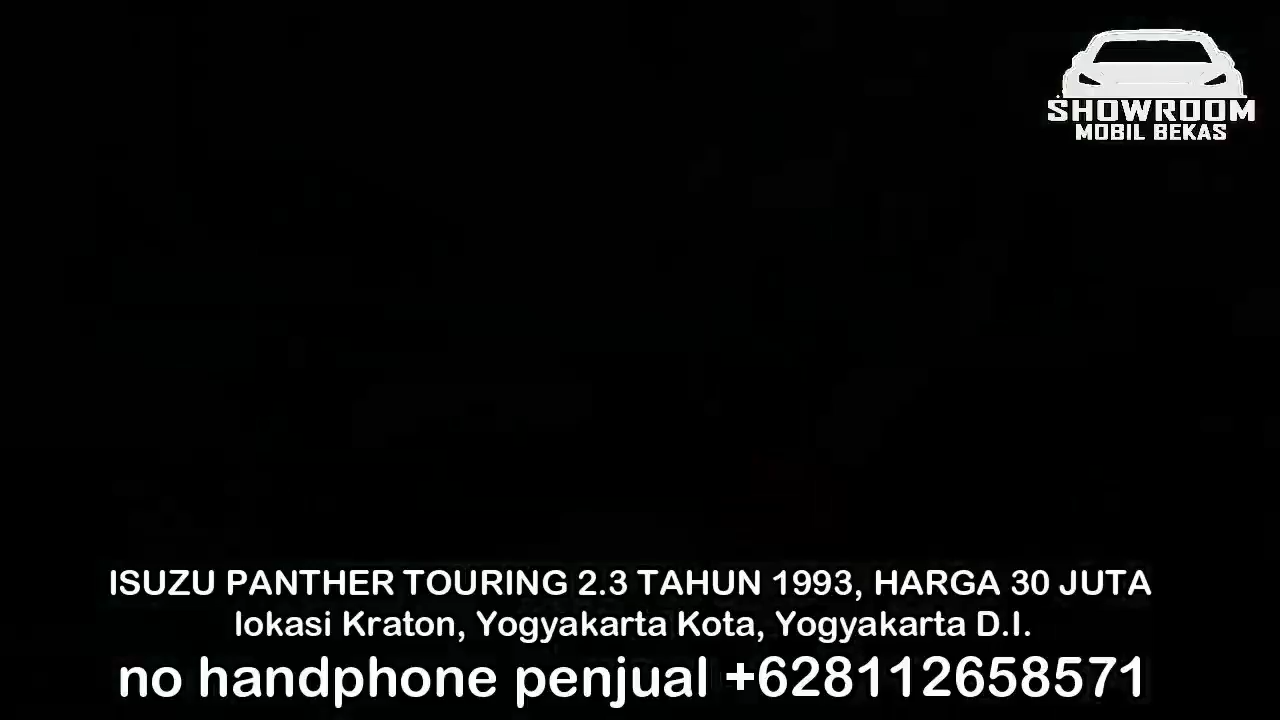 SHOWROOM
MOBIL BEKAS
ISUZU PANTHER TOURING 2.3 TAHUN 1993, HARGA 30 JUTA
lokasi Kraton, Yogyakarta Kota, Yogyakarta D.I.
no handphone penjual +628112658571